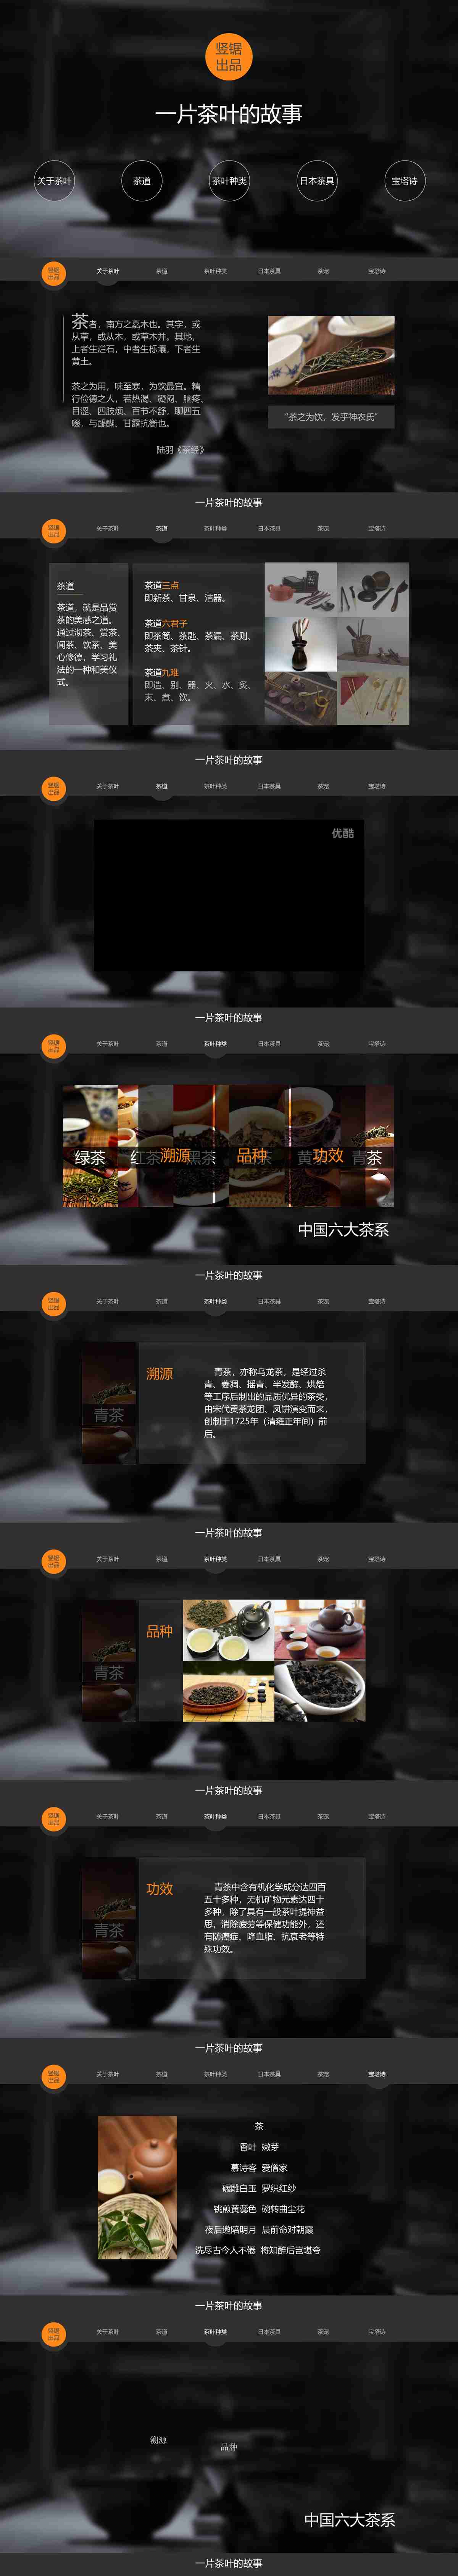 竖锯
出品
一片茶叶的故事
关于茶叶
茶道
茶叶种类
日本茶具
宝塔诗
竖锯
出品
关于茶叶 茶道 茶叶种类 日本茶具 茶宠 宝塔诗
茶者，南方之嘉木也。其字，或
从草，或从木，或草木并。其地，
上者生烂石，中者生栎壤，下者生
黄土。
茶之为用，味至寒，为饮最宜。精
行俭德之人，若热渴、凝闷、脑疼、
目涩、四肢烦、百节不舒，聊四五
啜，与醍醐、甘露抗衡也。
陆羽《茶经》
“茶之为饮，发乎神农氏”
一片茶叶的故事
竖锯
出品
关于茶叶 茶道 茶叶种类 日本茶具 茶宠 宝塔诗
茶道
茶道，就是品赏
茶的美感之道。
通过沏茶、赏茶、
闻茶、饮茶、美
心修德，学习礼
法的一种和美仪
式。
茶道三点
即新茶、甘泉、洁器。
茶道六君子
即茶筒、茶匙、茶漏、茶则、
茶夹、茶针。
茶道九难
即造、别、器、火、水、炙、
末、煮、饮。
一片茶叶的故事
竖锯
出品
关于茶叶 茶道 茶叶种类 日本茶具 茶宠 宝塔诗
优酷
一片茶叶的故事
竖锯
出品
关于茶叶 茶道 茶叶种类 日本茶具 茶宠 宝塔诗
绿茶 红茶 溯源 黑茶 品种 功效 青茶
中国六大茶系
一片茶叶的故事
竖锯
出品
关于茶叶 茶道 茶叶种类 日本茶具 茶宠 宝塔诗
青茶
溯源
青茶，亦称乌龙茶，是经过杀
青、萎凋、摇青、半发酵、烘焙
等工序后制出的品质优异的茶类，
由宋代贡茶龙团、凤饼演变而来，
创制于1725年（清雍正年间）前
后。
一片茶叶的故事
竖锯
出品
关于茶叶 茶道 茶叶种类 日本茶具 茶宠 宝塔诗
青茶
品种
一片茶叶的故事
竖锯
出品
关于茶叶 茶道 茶叶种类 日本茶具 茶宠 宝塔诗
青茶
功效
青茶中含有机化学成分达四百
五十多种，无机矿物元素达四十
多种，除了具有一般茶叶提神益
思，消除疲劳等保健功能外，还
有防癌症、降血脂、抗衰老等特
殊功效。
一片茶叶的故事
竖锯
出品
关于茶叶 茶道 茶叶种类 日本茶具 茶宠 宝塔诗
茶
香叶 嫩芽
慕诗客 爱僧家
碾雕白玉 罗织红纱
铫煎黄蕊色 碗转曲尘花
夜后邀陪明月 晨前命对朝霞
洗尽古今人不倦 将知醉后岂堪夸
一片茶叶的故事
竖锯
出品
关于茶叶 茶道 茶叶种类 日本茶具 茶宠 宝塔诗
溯源
品种
中国六大茶系
一片茶叶的故事